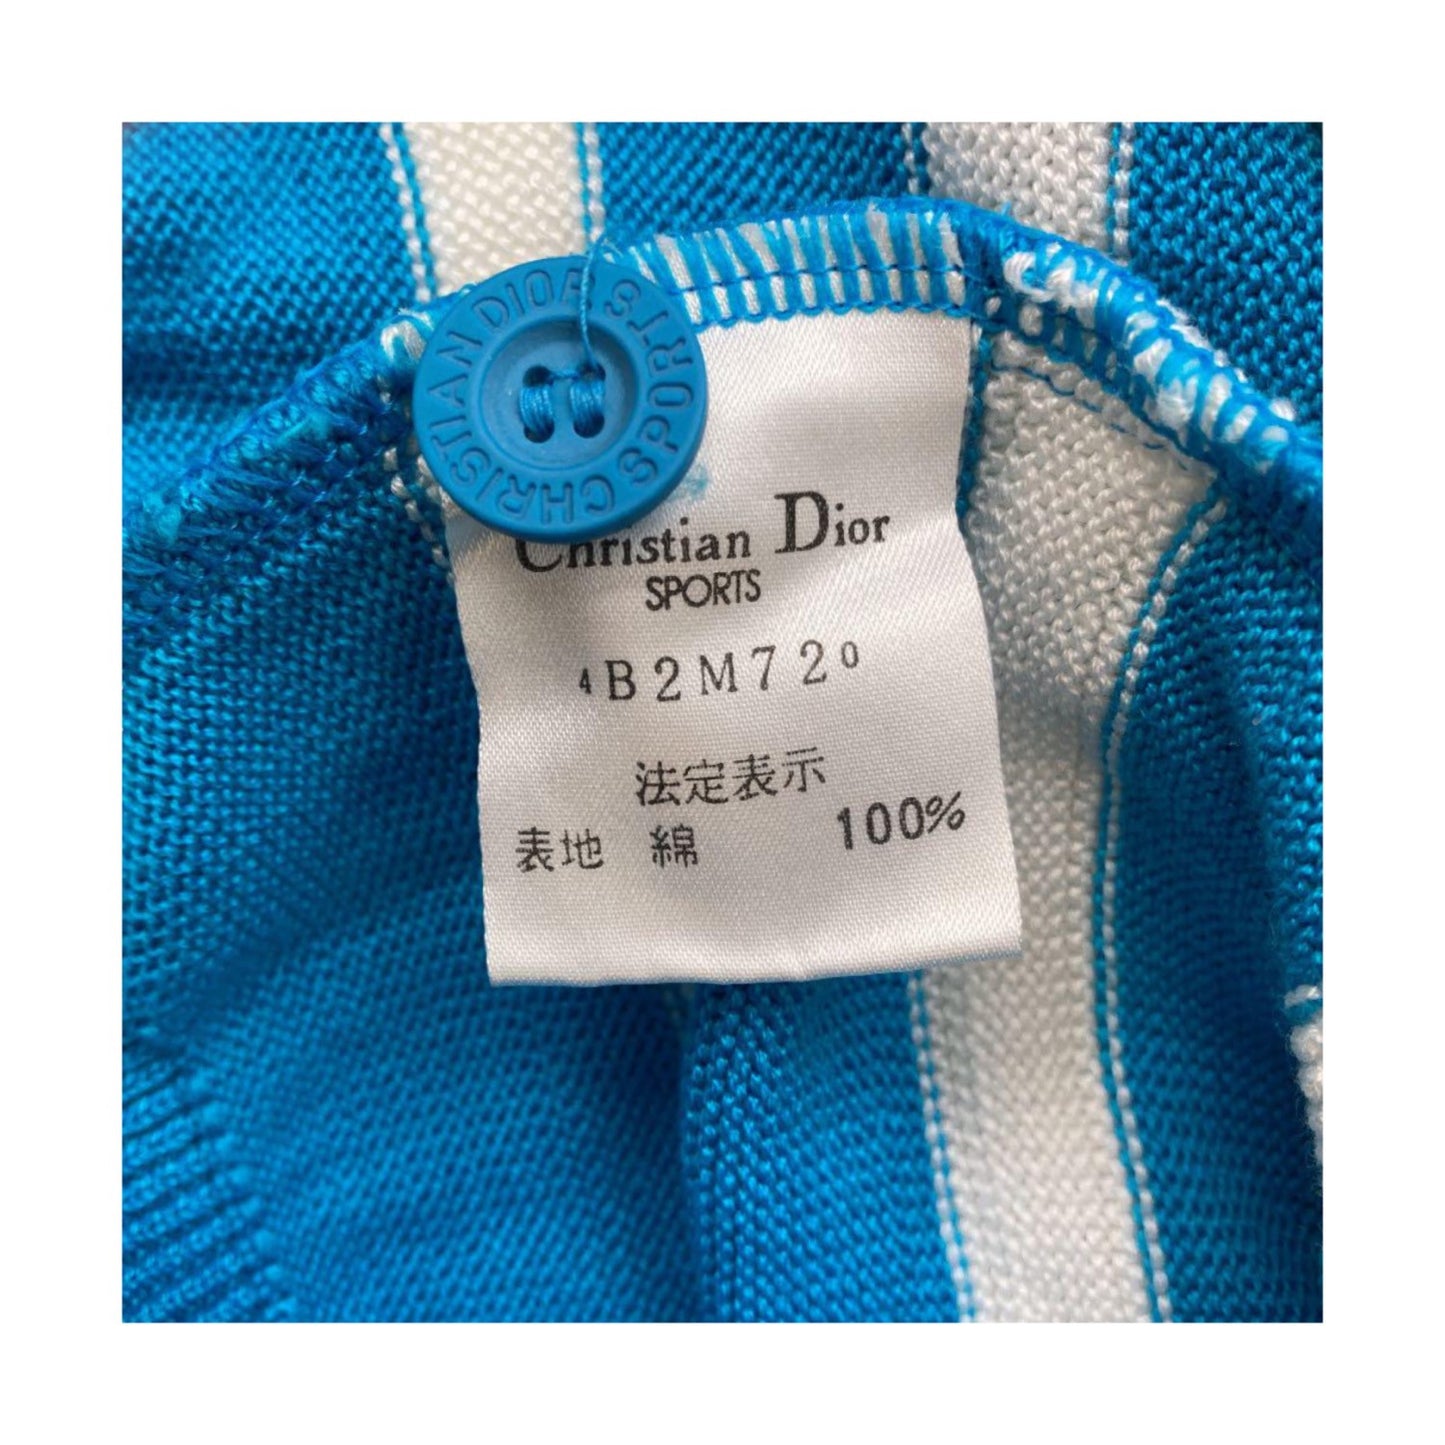 CHRISTIAN DIOR SPORTS
Christian Dior
SPORTS
4B2M720
法定表示
表地 綿 100%